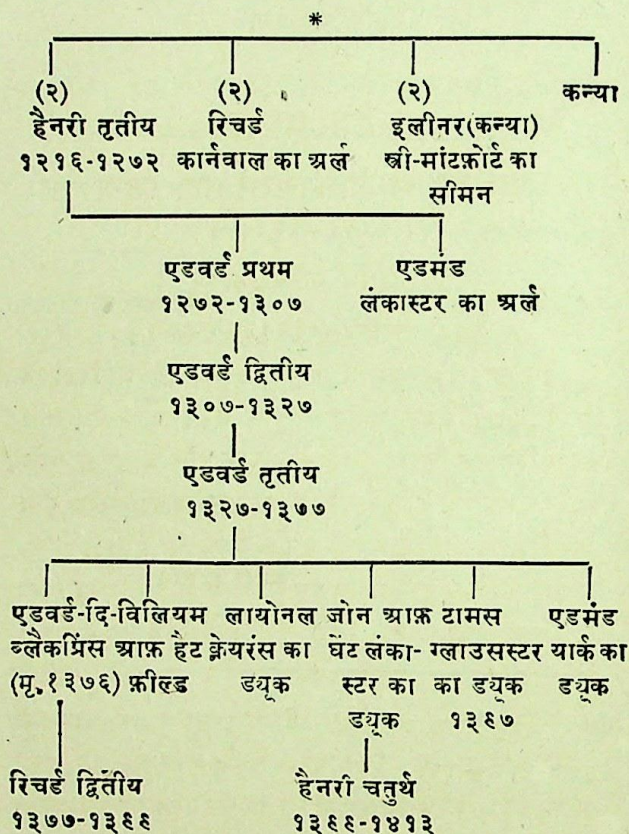 *
(२) (२) (२) कन्या
हैनरी तृतीय रिचर्ड इलीनर(कन्या)
१२१६-१२७२ कार्नवाल का अर्ल स्त्री-मांटफ़ोर्ट का
सीमन
एडवर्ड प्रथम एडमंड
१२७२-१३०७ लंकास्टर का अर्ल
एडवर्ड द्वितीय
१३०७-१३२७
एडवर्ड तृतीय
१३२७-१३७७
एडवर्ड-दि-विलियम लायोनल जोन आफ़ टामस एडमंड
ब्लैकप्रिंस आफ़ हैट क्लेयरंस का घेंट लंका- ग्लाउसस्टर यार्क का
(मृ.१३७६) फ़ील्ड ड्यूक स्टर का का ड्यूक ड्यूक
ड्यूक १३९७
रिचर्ड द्वितीय हैनरी चतुर्थ
१३७७-१३९९ १३९९-१४१३